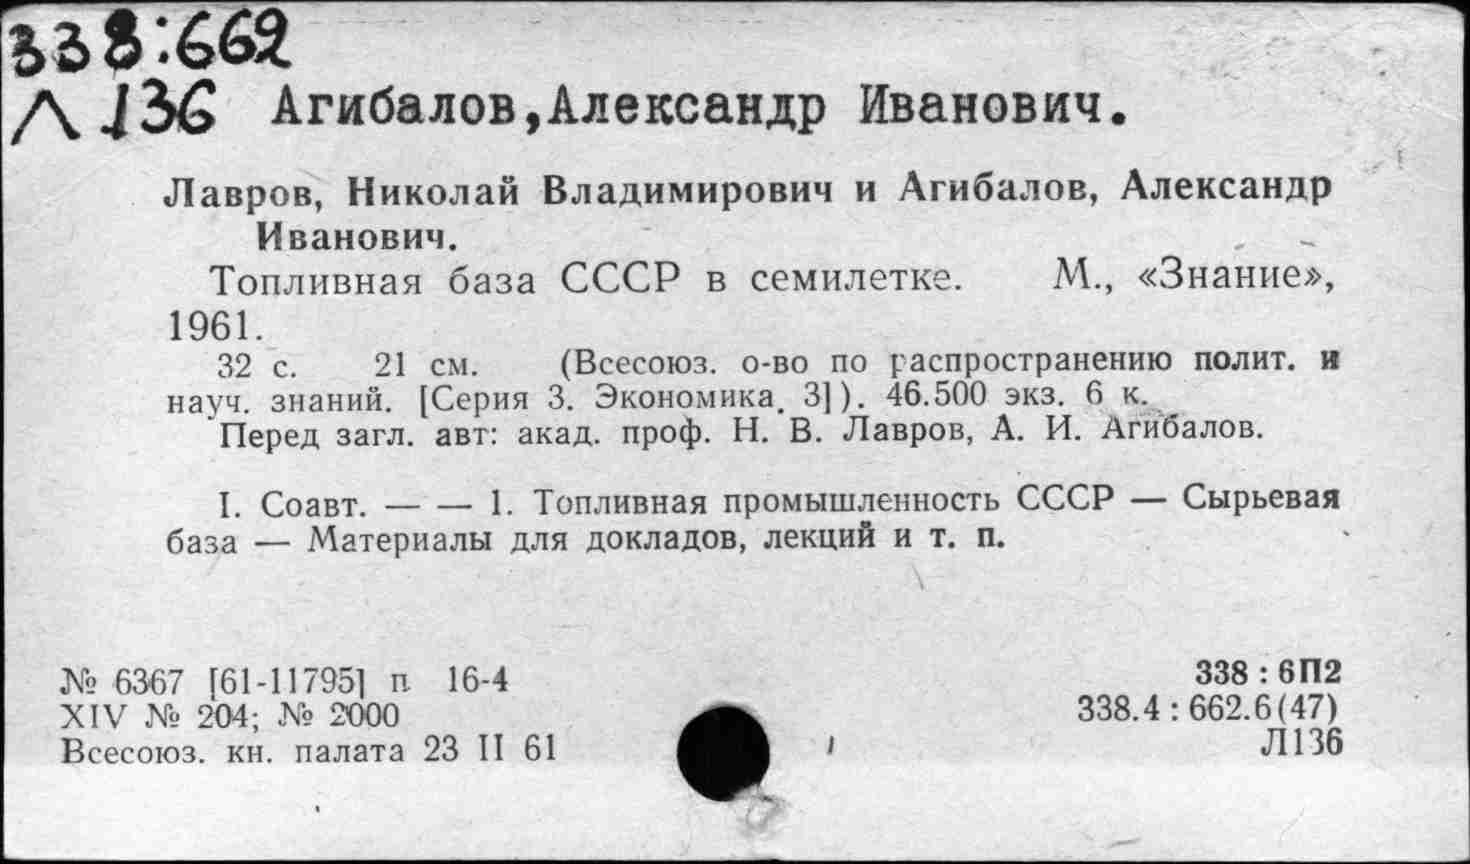 338:662
Л136 Агибалов,Александр Иванович.
Лавров, Николай Владимирович и Агибалов, Александр
Иванович.
Топливная база СССР в семилетке. М., «Знание»,
1961.
32 с. 21 см. (Всесоюз. о-во по распространению полит. и
науч. знаний. [Серия 3. Экономика. 3]). 46.500 экз. 6 к.
Перед загл. авт: акад. проф. Н. В. Лавров, А. И. Агибалов.
I. Соавт. — — 1. Топливная промышленность СССР — Сырьевая
база — Материалы для докладов, лекций и т. п.
№ 6367 [61-11795] п 16-4
XIV № 204; № 2000
Всесоюз. кн. палата 23 II 61
338 : 6П2
338.4 : 662.6(47)
Л136